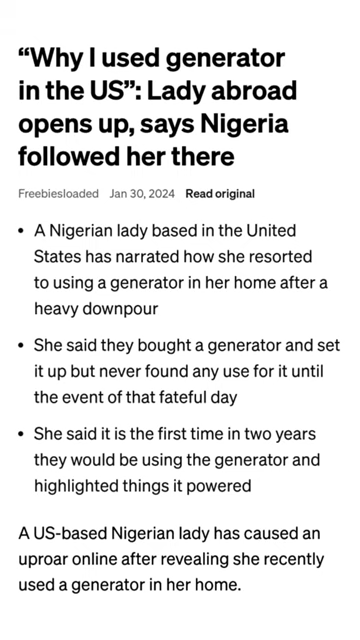 “Why I used generator
in the US”: Lady abroad
opens up, says Nigeria
followed her there
Freebiesloaded Jan 30, 2024 Read original
• A Nigerian lady based in the United
States has narrated how she resorted
to using a generator in her home after a
heavy downpour
• She said they bought a generator and set
it up but never found any use for it until
the event of that fateful day
• She said it is the first time in two years
they would be using the generator and
highlighted things it powered
A US-based Nigerian lady has caused an
uproar online after revealing she recently
used a generator in her home.